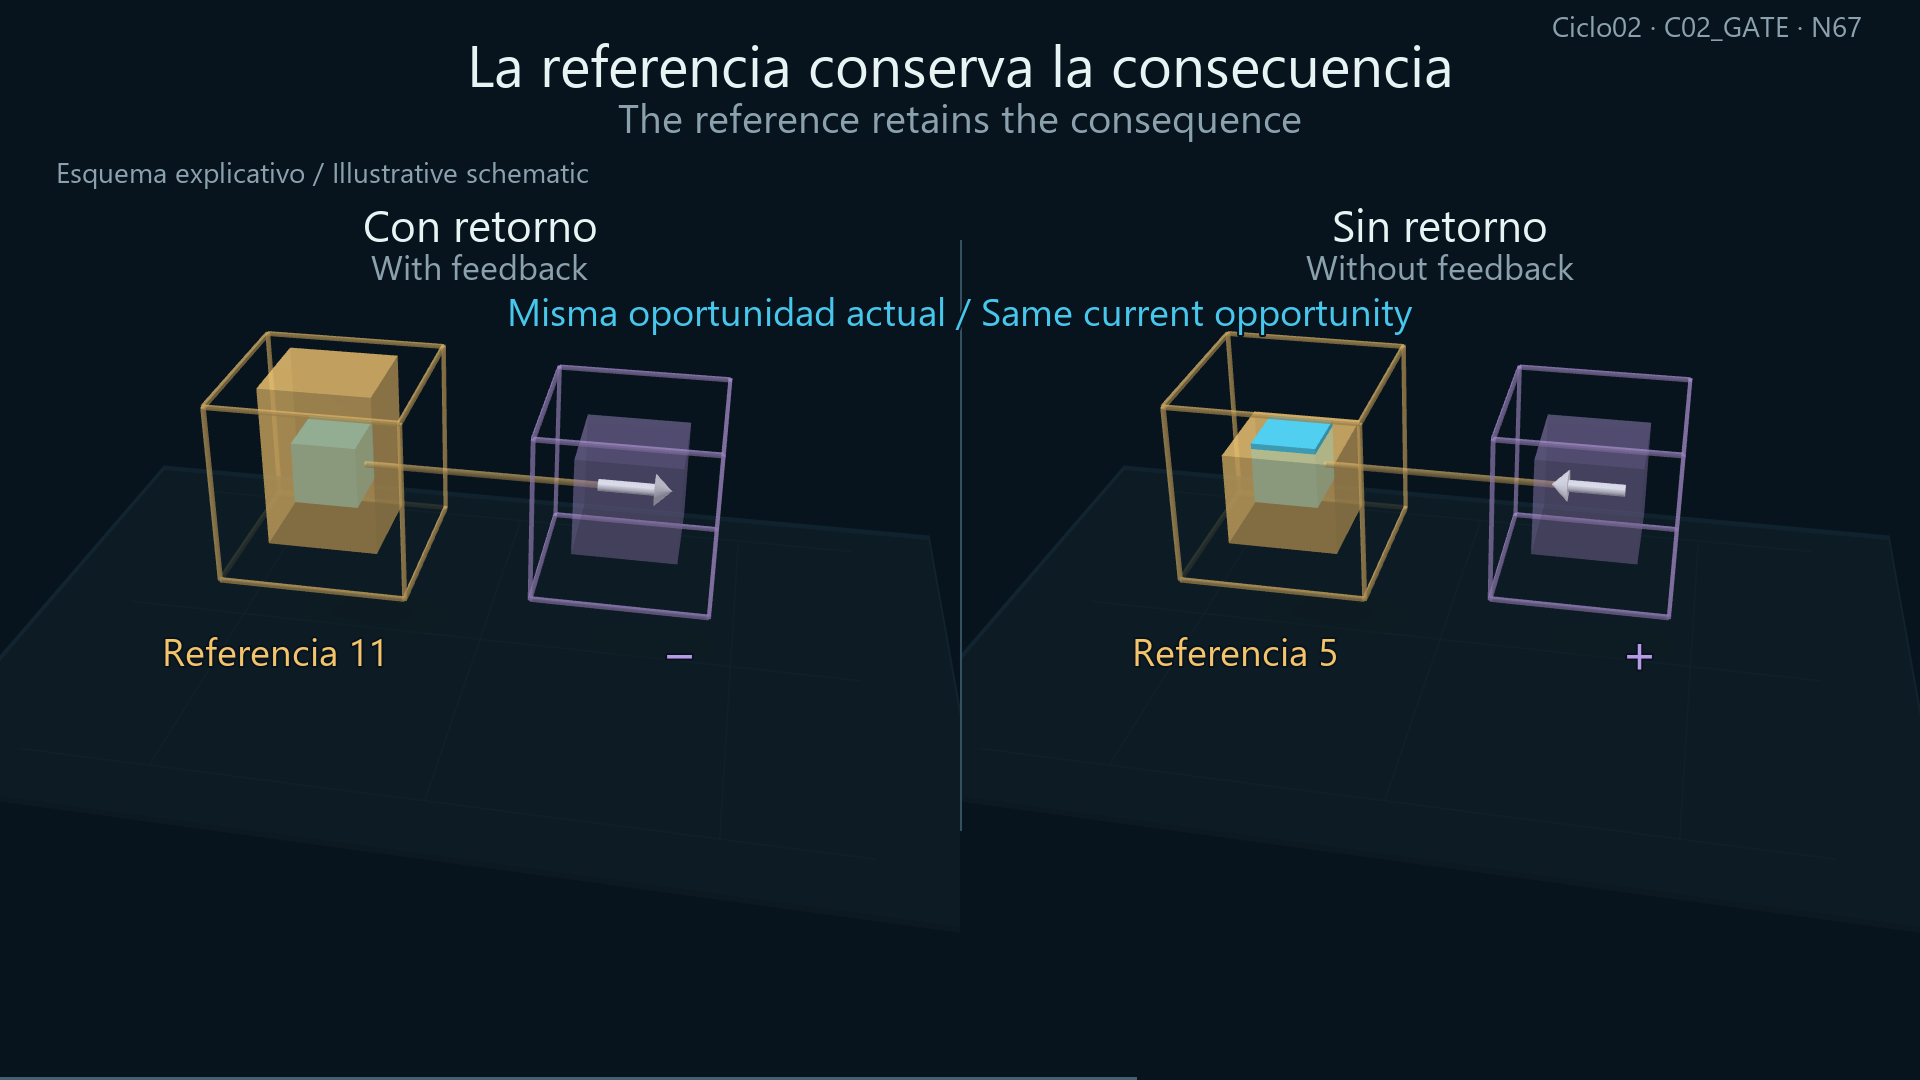 Ciclo02 · C02_GATE · N67
La referencia conserva la consecuencia
The reference retains the consequence
Esquema explicativo / Illustrative schematic
Con retorno
With feedback
Sin retorno
Without feedback
Misma oportunidad actual / Same current opportunity
Referencia 11
−
Referencia 5
+